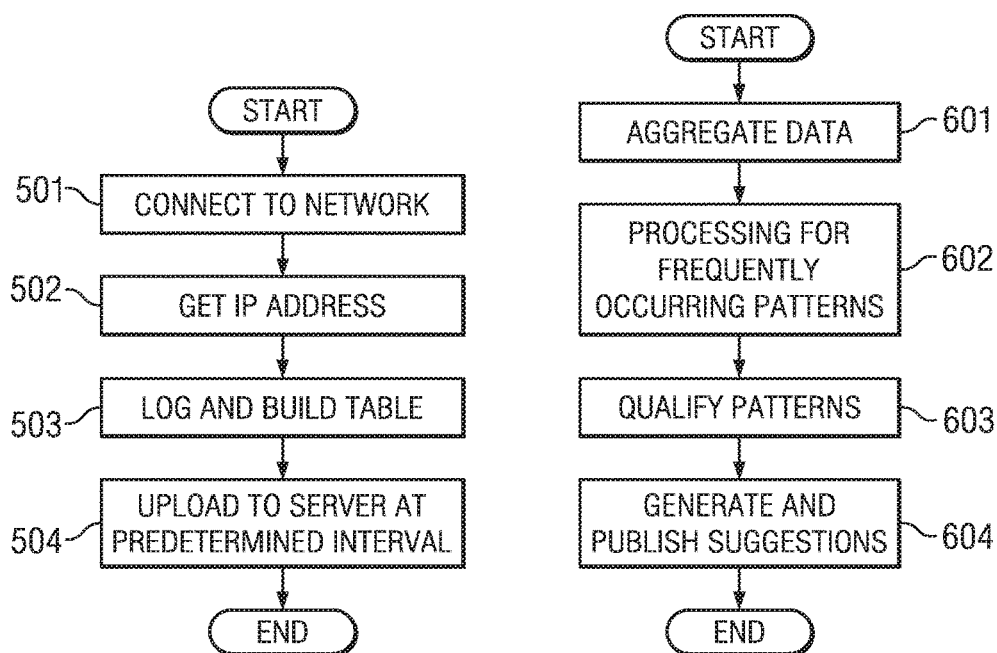 START
501
CONNECT TO NETWORK
502
GET IP ADDRESS
503
LOG AND BUILD TABLE
504
UPLOAD TO SERVER AT
PREDETERMINED INTERVAL
END
START
AGGREGATE DATA
601
PROCESSING FOR
FREQUENTLY
OCCURRING PATTERNS
602
QUALIFY PATTERNS
603
GENERATE AND
PUBLISH SUGGESTIONS
604
END